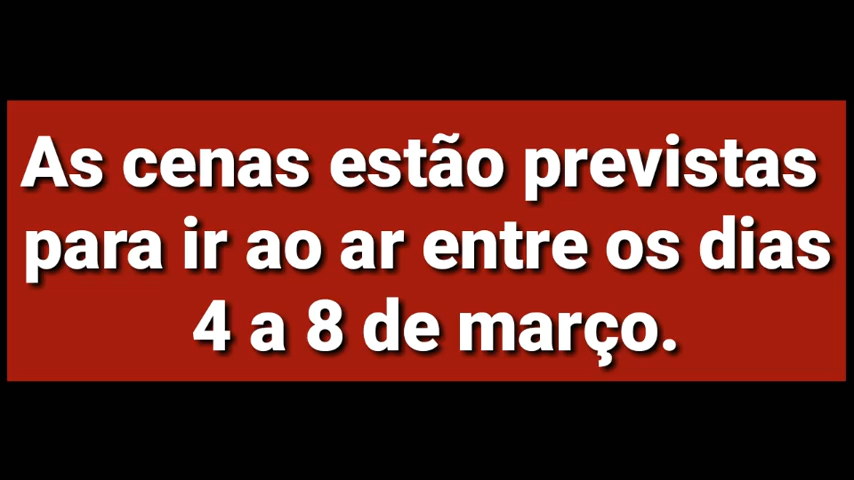 As cenas estão previstas
para ir ao ar entre os dias
4 a 8 de março.